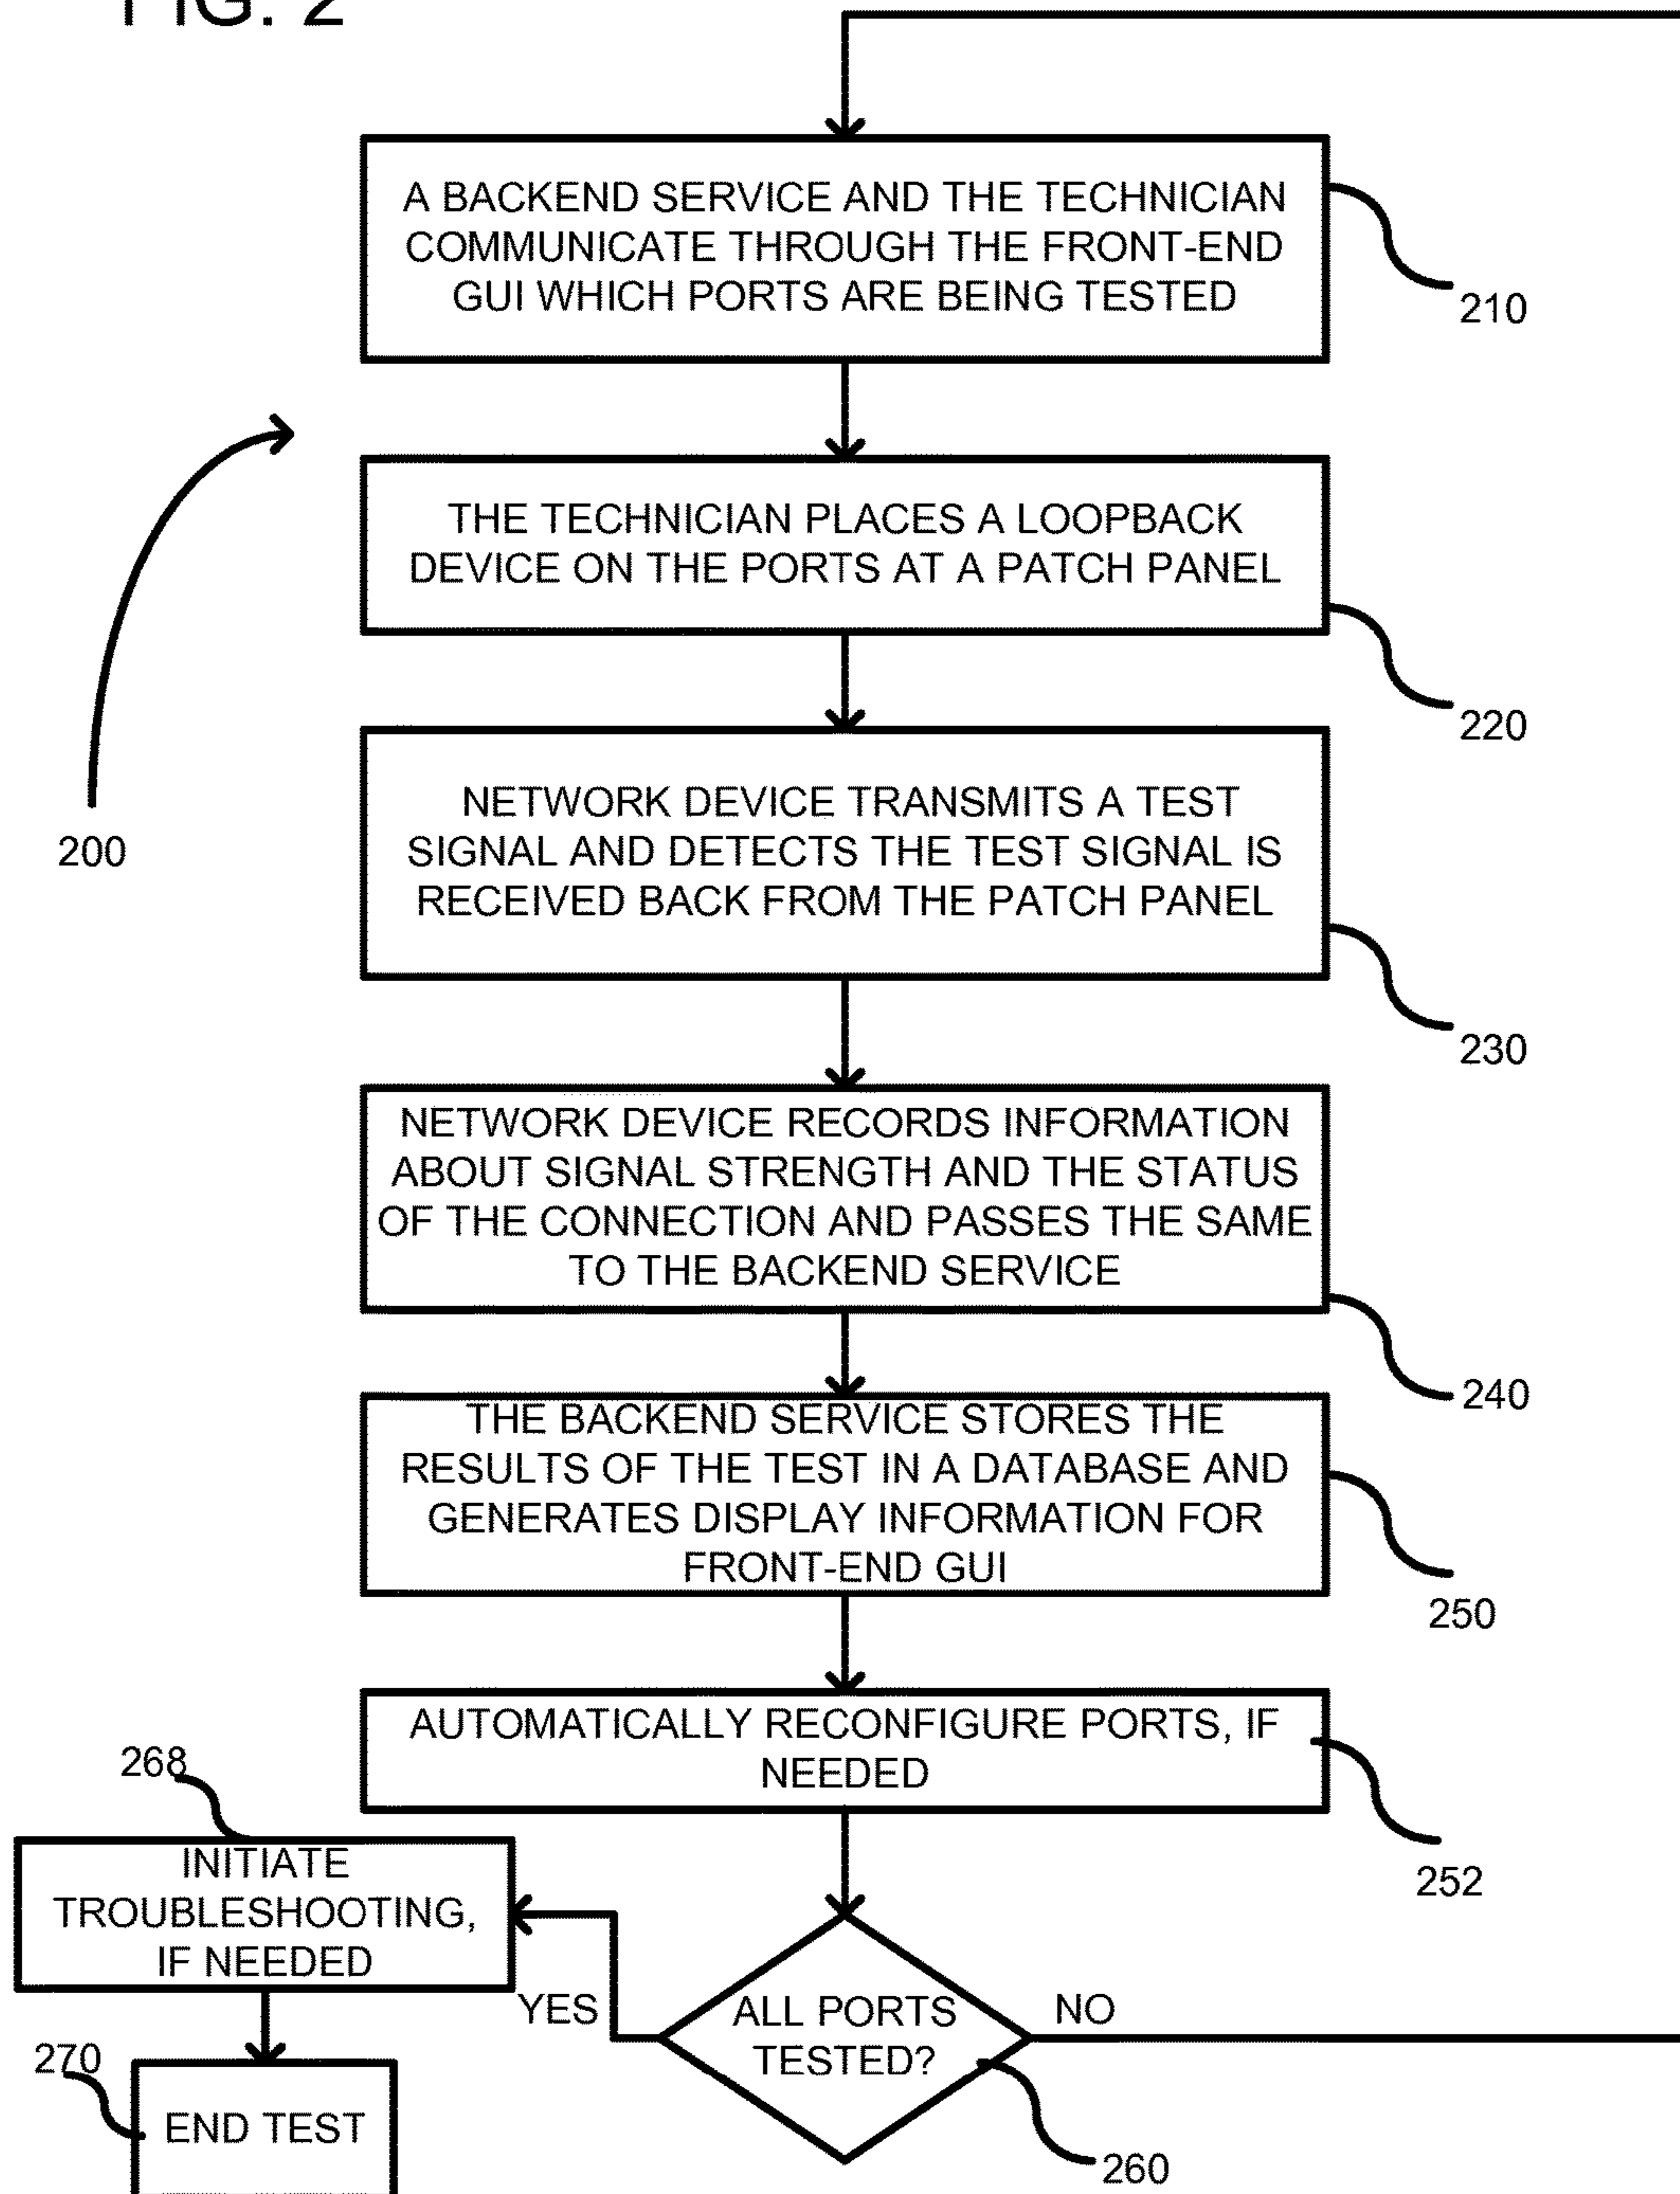 FIG. 2
A BACKEND SERVICE AND THE TECHNICIAN
COMMUNICATE THROUGH THE FRONT-END
GUI WHICH PORTS ARE BEING TESTED
210
THE TECHNICIAN PLACES A LOOPBACK
DEVICE ON THE PORTS AT A PATCH PANEL
220
200
NETWORK DEVICE TRANSMITS A TEST
SIGNAL AND DETECTS THE TEST SIGNAL IS
RECEIVED BACK FROM THE PATCH PANEL
230
NETWORK DEVICE RECORDS INFORMATION
ABOUT SIGNAL STRENGTH AND THE STATUS
OF THE CONNECTION AND PASSES THE SAME
TO THE BACKEND SERVICE
240
THE BACKEND SERVICE STORES THE
RESULTS OF THE TEST IN A DATABASE AND
GENERATES DISPLAY INFORMATION FOR
FRONT-END GUI
250
AUTOMATICALLY RECONFIGURE PORTS, IF
NEEDED
252
268
INITIATE
TROUBLESHOOTING,
IF NEEDED
YES
ALL PORTS
TESTED?
NO
260
270
END TEST